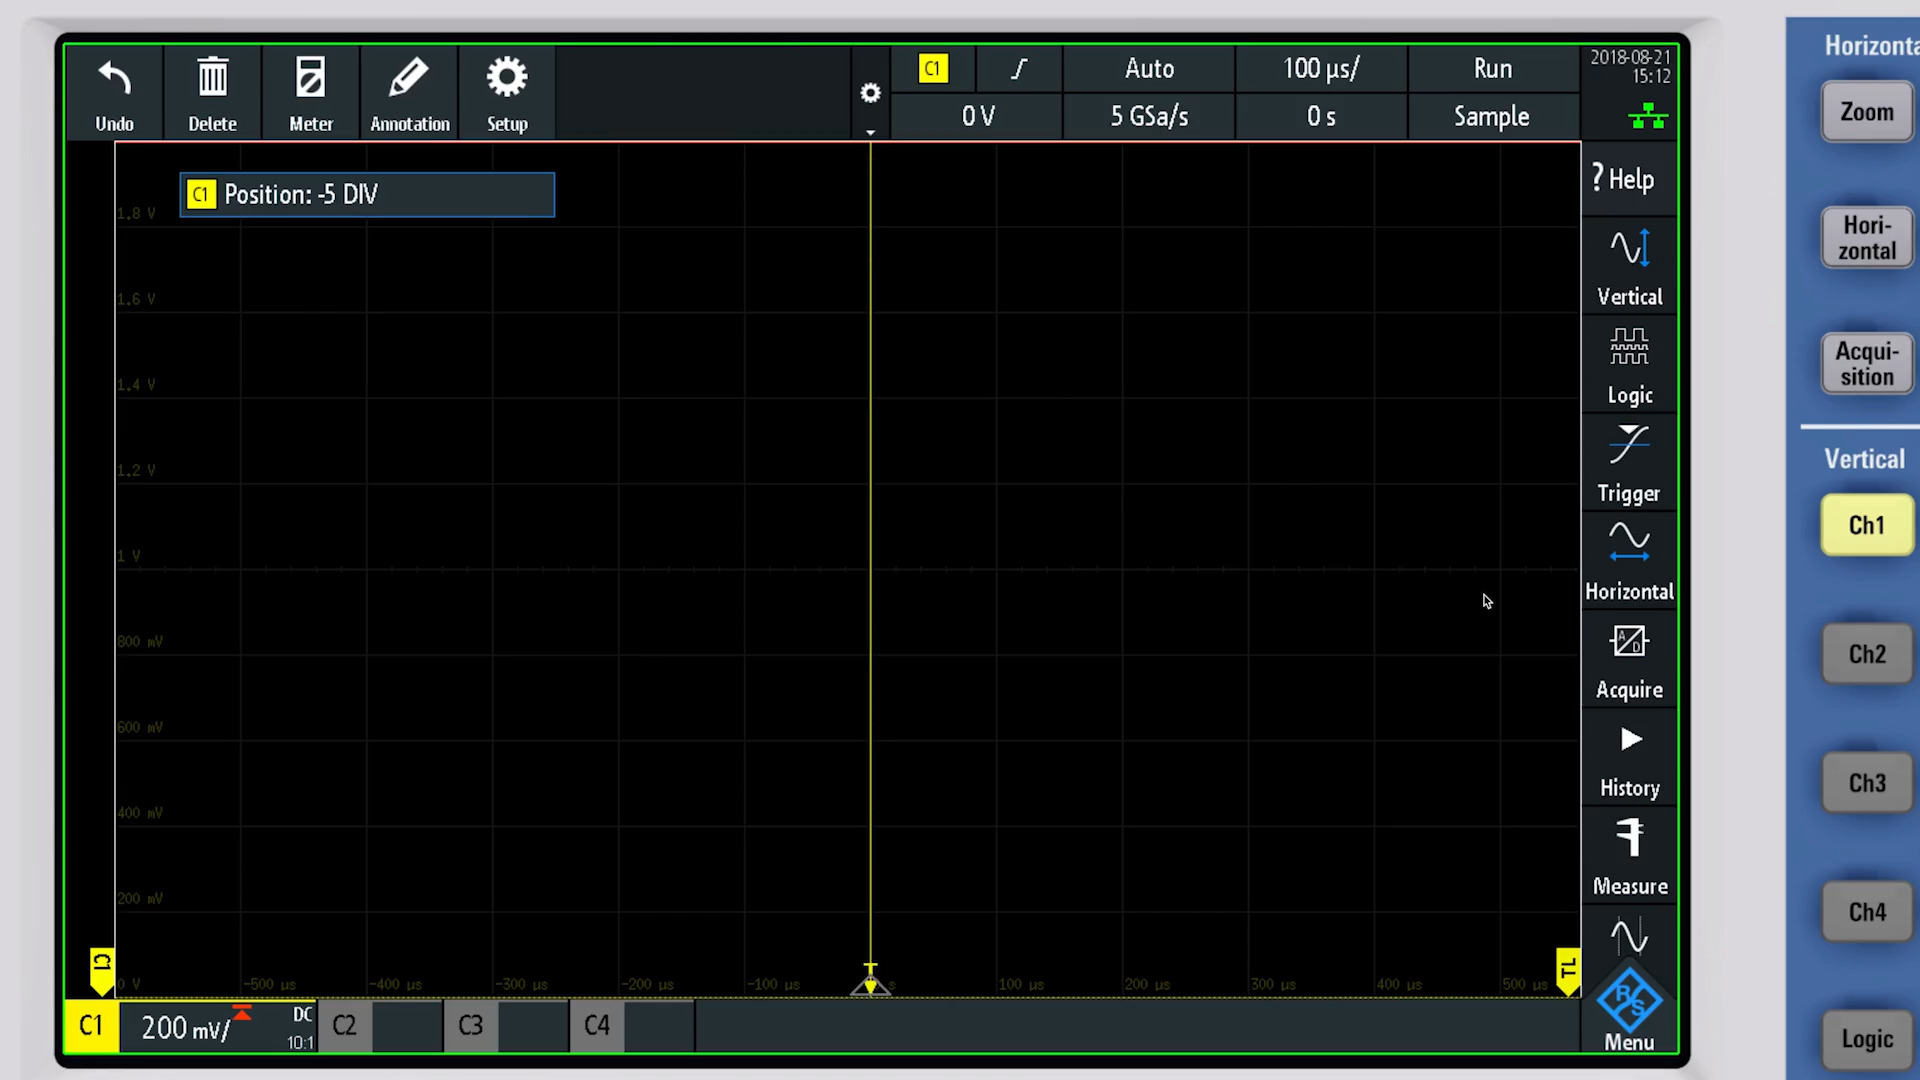 Undo
Delete
Meter
Annotation
Setup
C1
Auto
100 µs/
Run
0 V
5 GSa/s
0 s
Sample
2018-08-21
15:12
C1 Position: -5 DIV
1.8 V
1.6 V
1.4 V
1.2 V
1 V
800 mV
600 mV
400 mV
200 mV
0 V
-500 µs
-400 µs
-300 µs
-200 µs
-100 µs
s
100 µs
200 µs
300 µs
400 µs
500 µs
C1
T
TL
? Help
Vertical
Logic
Trigger
Horizontal
A
D
Acquire
History
Measure
R
S
Menu
C1
200 mV/
DC
10:1
C2
C3
C4
Horizonta
Zoom
Hori-
zontal
Acqui-
sition
Vertical
Ch1
Ch2
Ch3
Ch4
Logic